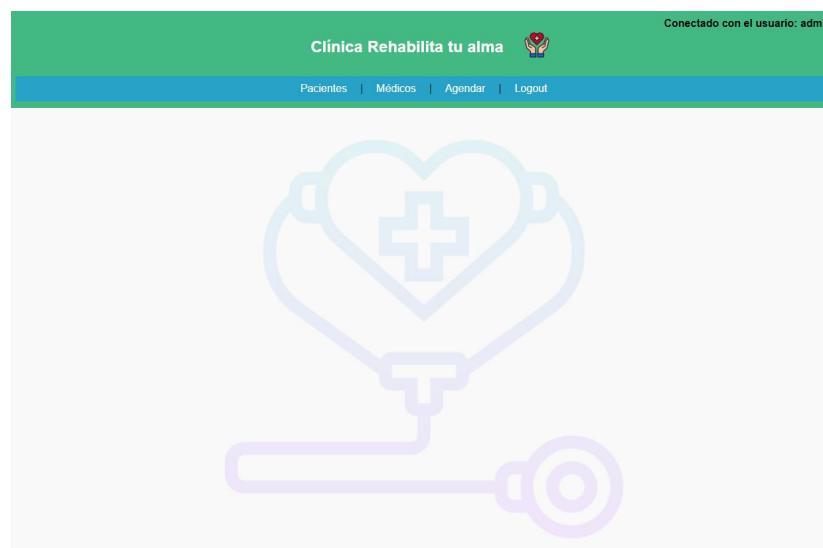 Conectado con el usuario: adm
Clínica Rehabilita tu alma
Pacientes | Médicos | Agendar | Logout